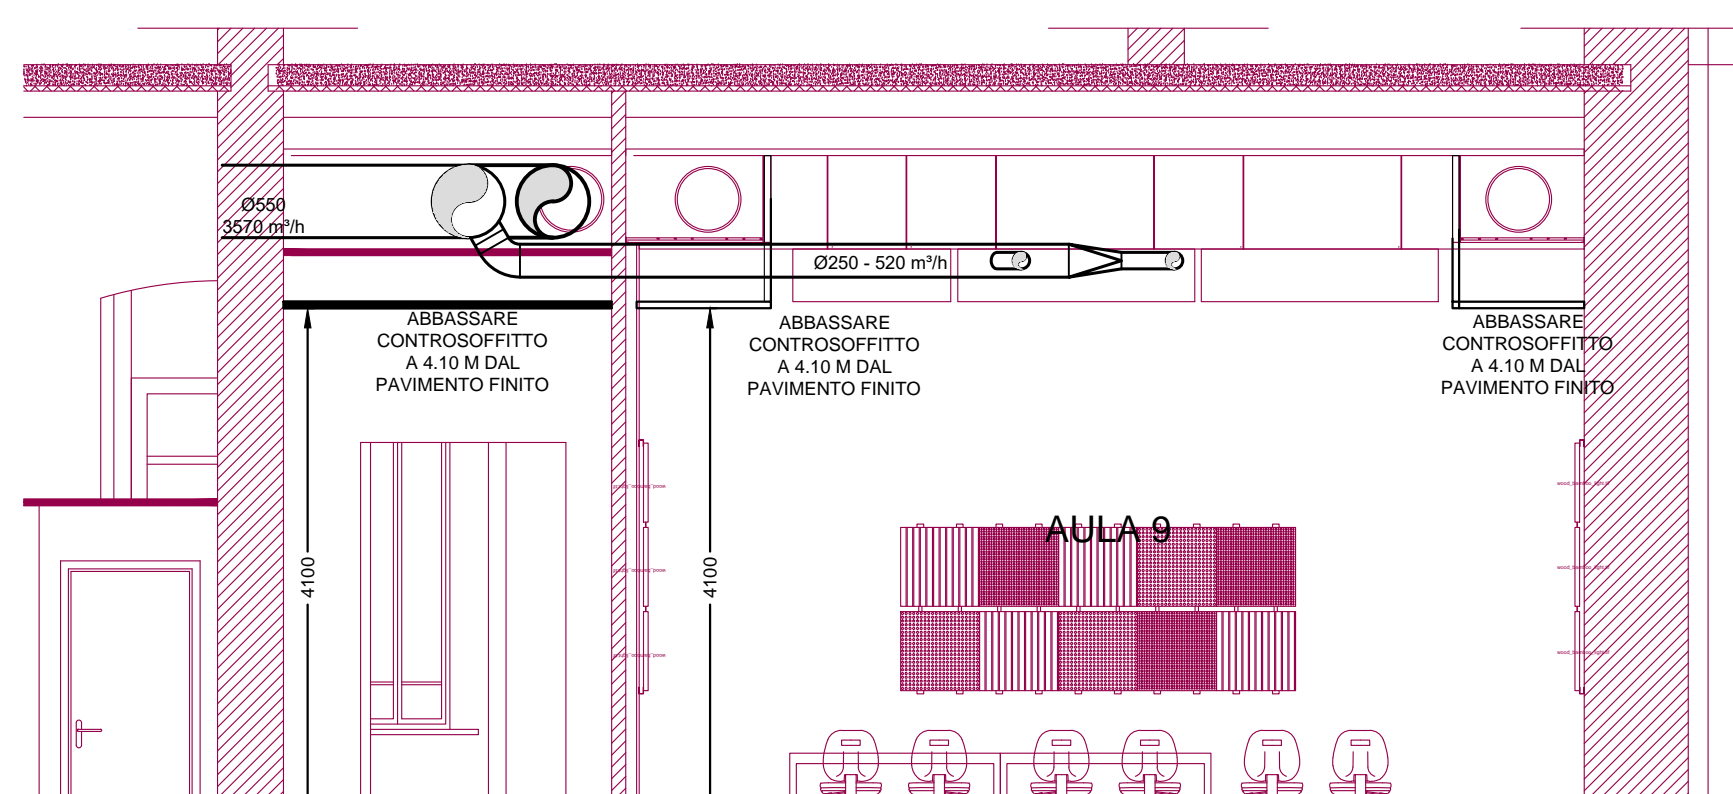 Ø550
3570 m³/h
Ø250 - 520 m³/h
ABBASSARE
CONTROSOFFITTO
A 4.10 M DAL
PAVIMENTO FINITO
ABBASSARE
CONTROSOFFITTO
A 4.10 M DAL
PAVIMENTO FINITO
ABBASSARE
CONTROSOFFITTO
A 4.10 M DAL
PAVIMENTO FINITO
4100
4100
AULA 9